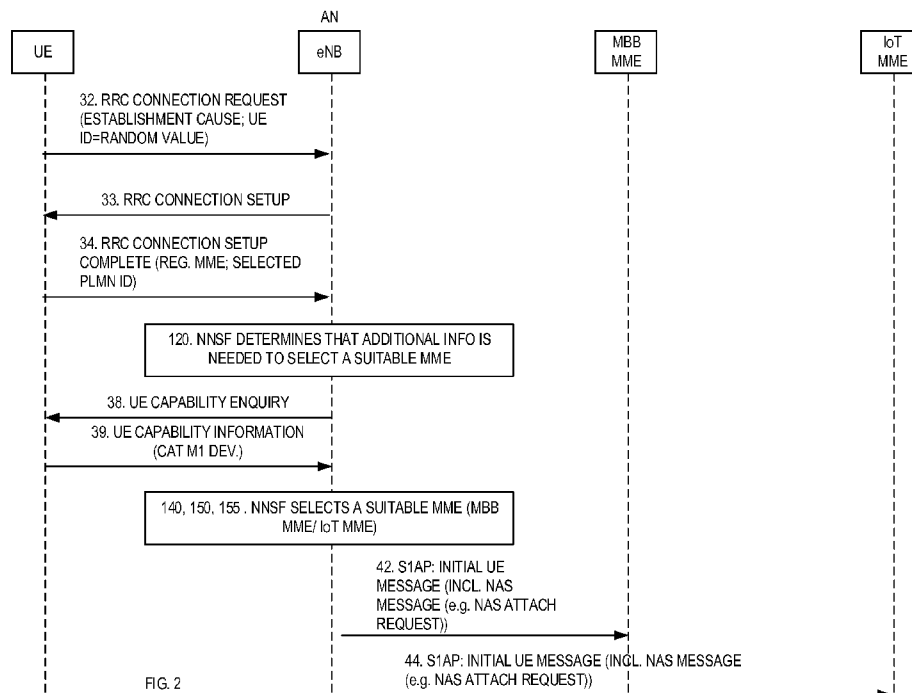 AN
UE
eNB
MBB
MME
IoT
MME
32. RRC CONNECTION REQUEST
(ESTABLISHMENT CAUSE; UE
ID=RANDOM VALUE)
33. RRC CONNECTION SETUP
34. RRC CONNECTION SETUP
COMPLETE (REG. MME; SELECTED
PLMN ID)
120. NNSF DETERMINES THAT ADDITIONAL INFO IS
NEEDED TO SELECT A SUITABLE MME
38. UE CAPABILITY ENQUIRY
39. UE CAPABILITY INFORMATION
(CAT M1 DEV.)
140, 150, 155 . NNSF SELECTS A SUITABLE MME (MBB
MME/ IoT MME)
42. S1AP: INITIAL UE
MESSAGE (INCL. NAS
MESSAGE (e.g. NAS ATTACH
REQUEST))
44. S1AP: INITIAL UE MESSAGE (INCL. NAS MESSAGE
(e.g. NAS ATTACH REQUEST))
FIG. 2